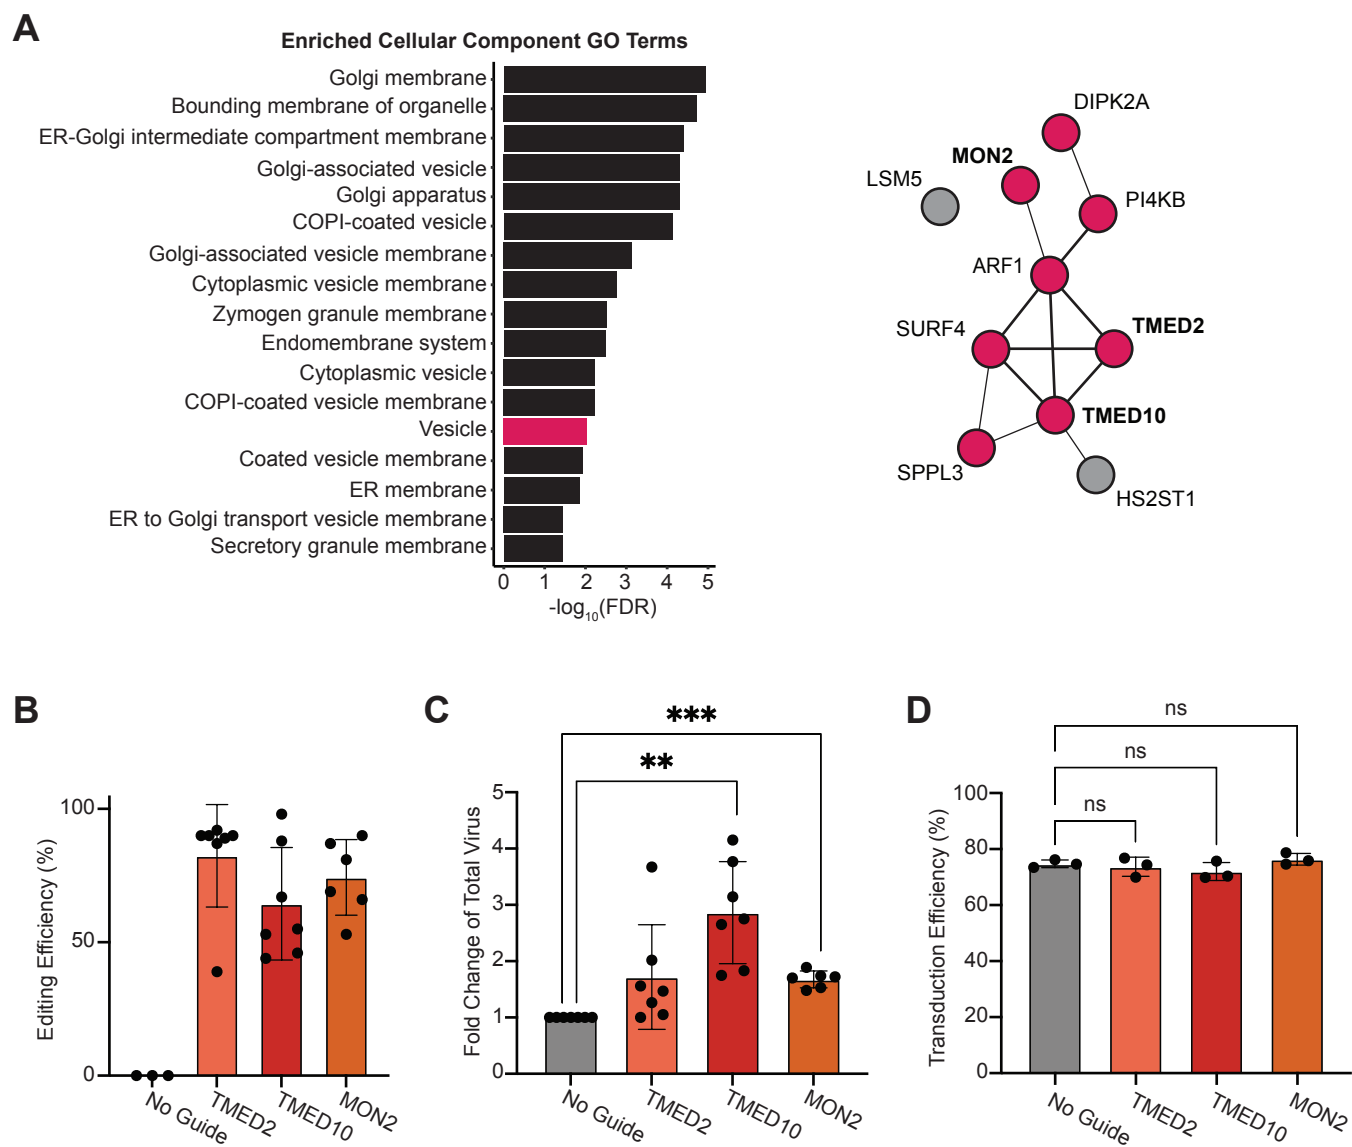 A
Enriched Cellular Component GO Terms
Golgi membrane
Bounding membrane of organelle
ER-Golgi intermediate compartment membrane
Golgi-associated vesicle
Golgi apparatus
COPI-coated vesicle
Golgi-associated vesicle membrane
Cytoplasmic vesicle membrane
Zymogen granule membrane
Endomembrane system
Cytoplasmic vesicle
COPI-coated vesicle membrane
Vesicle
Coated vesicle membrane
ER membrane
ER to Golgi transport vesicle membrane
Secretory granule membrane
0 1 2 3 4 5
-log10(FDR)
DIPK2A
MON2
LSM5
PI4KB
ARF1
SURF4
TMED2
TMED10
SPPL3
HS2ST1
B
Editing Efficiency (%)
100
50
0
No Guide
TMED2
TMED10
MON2
C
***
**
Fold Change of Total Virus
5
4
3
2
1
0
No Guide
TMED2
TMED10
MON2
D
ns
ns
ns
Transduction Efficiency (%)
100
80
60
40
20
0
No Guide
TMED2
TMED10
MON2